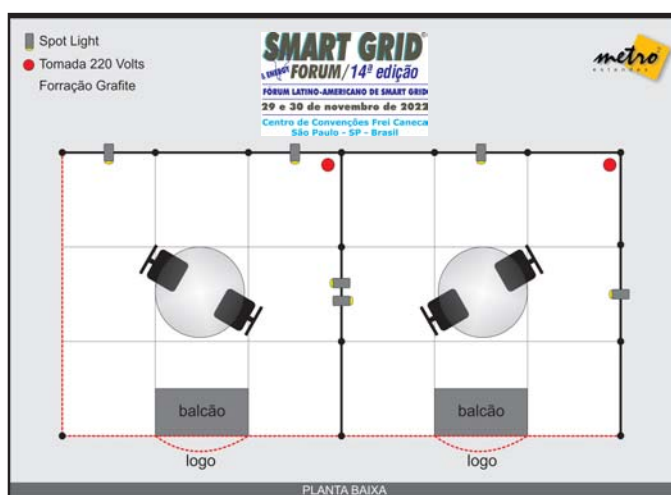 Spot Light
Tomada 220 Volts
Forração Grafite
SMART GRID
& ENERGY FORUM/14ª edição
FÓRUM LATINO-AMERICANO DE SMART GRID
29 e 30 de novembro de 2022
Centro de Convenções Frei Caneca
São Paulo - SP - Brasil
metro
estandes
balcão
balcão
logo
logo
PLANTA BAIXA